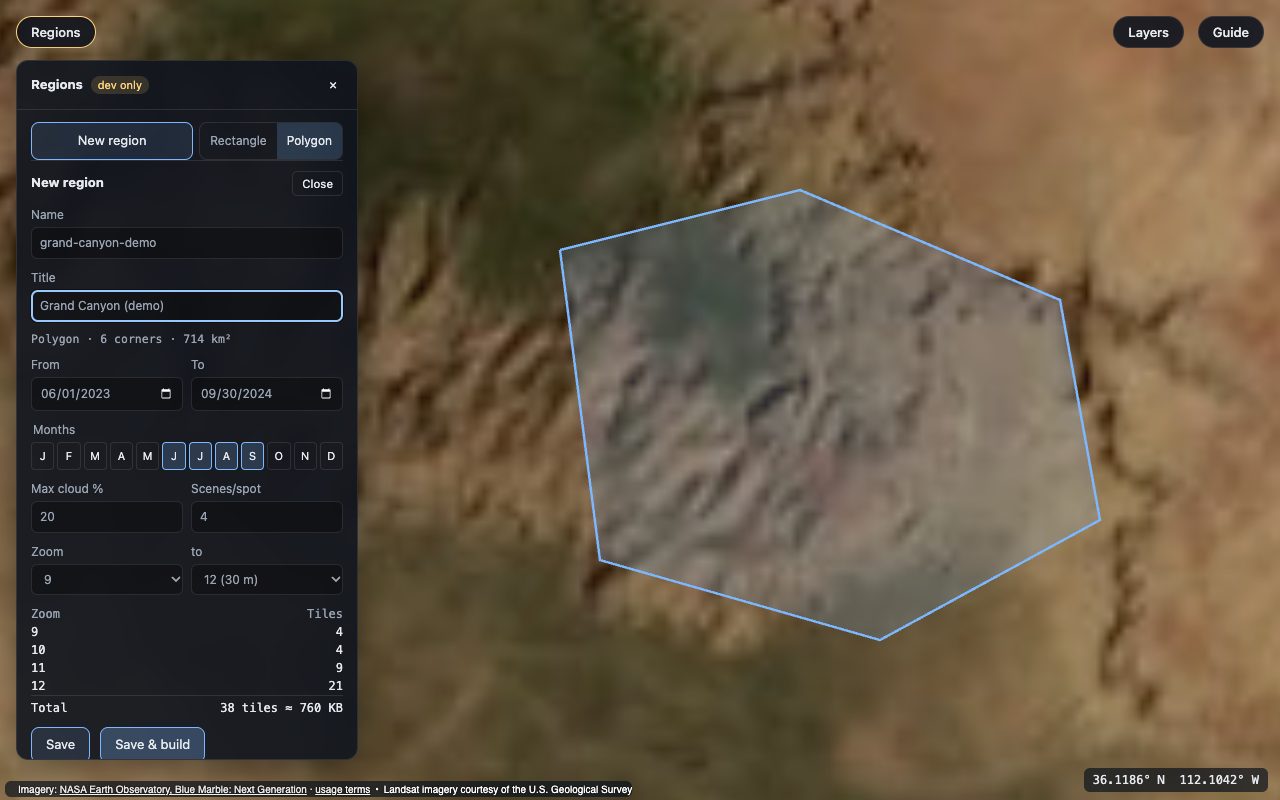 Regions
Layers
Guide
Regions dev only ×
New region Rectangle Polygon
New region Close
Name
grand-canyon-demo
Title
Grand Canyon (demo)
Polygon · 6 corners · 714 km²
From To
06/01/2023 09/30/2024
Months
J F M A M J J A S O N D
Max cloud % Scenes/spot
20 4
Zoom to
9 12 (30 m)
Zoom Tiles
9 4
10 4
11 9
12 21
Total 38 tiles ≈ 760 KB
Save Save & build
Imagery: NASA Earth Observatory, Blue Marble: Next Generation · usage terms • Landsat imagery courtesy of the U.S. Geological Survey
36.1186° N 112.1042° W